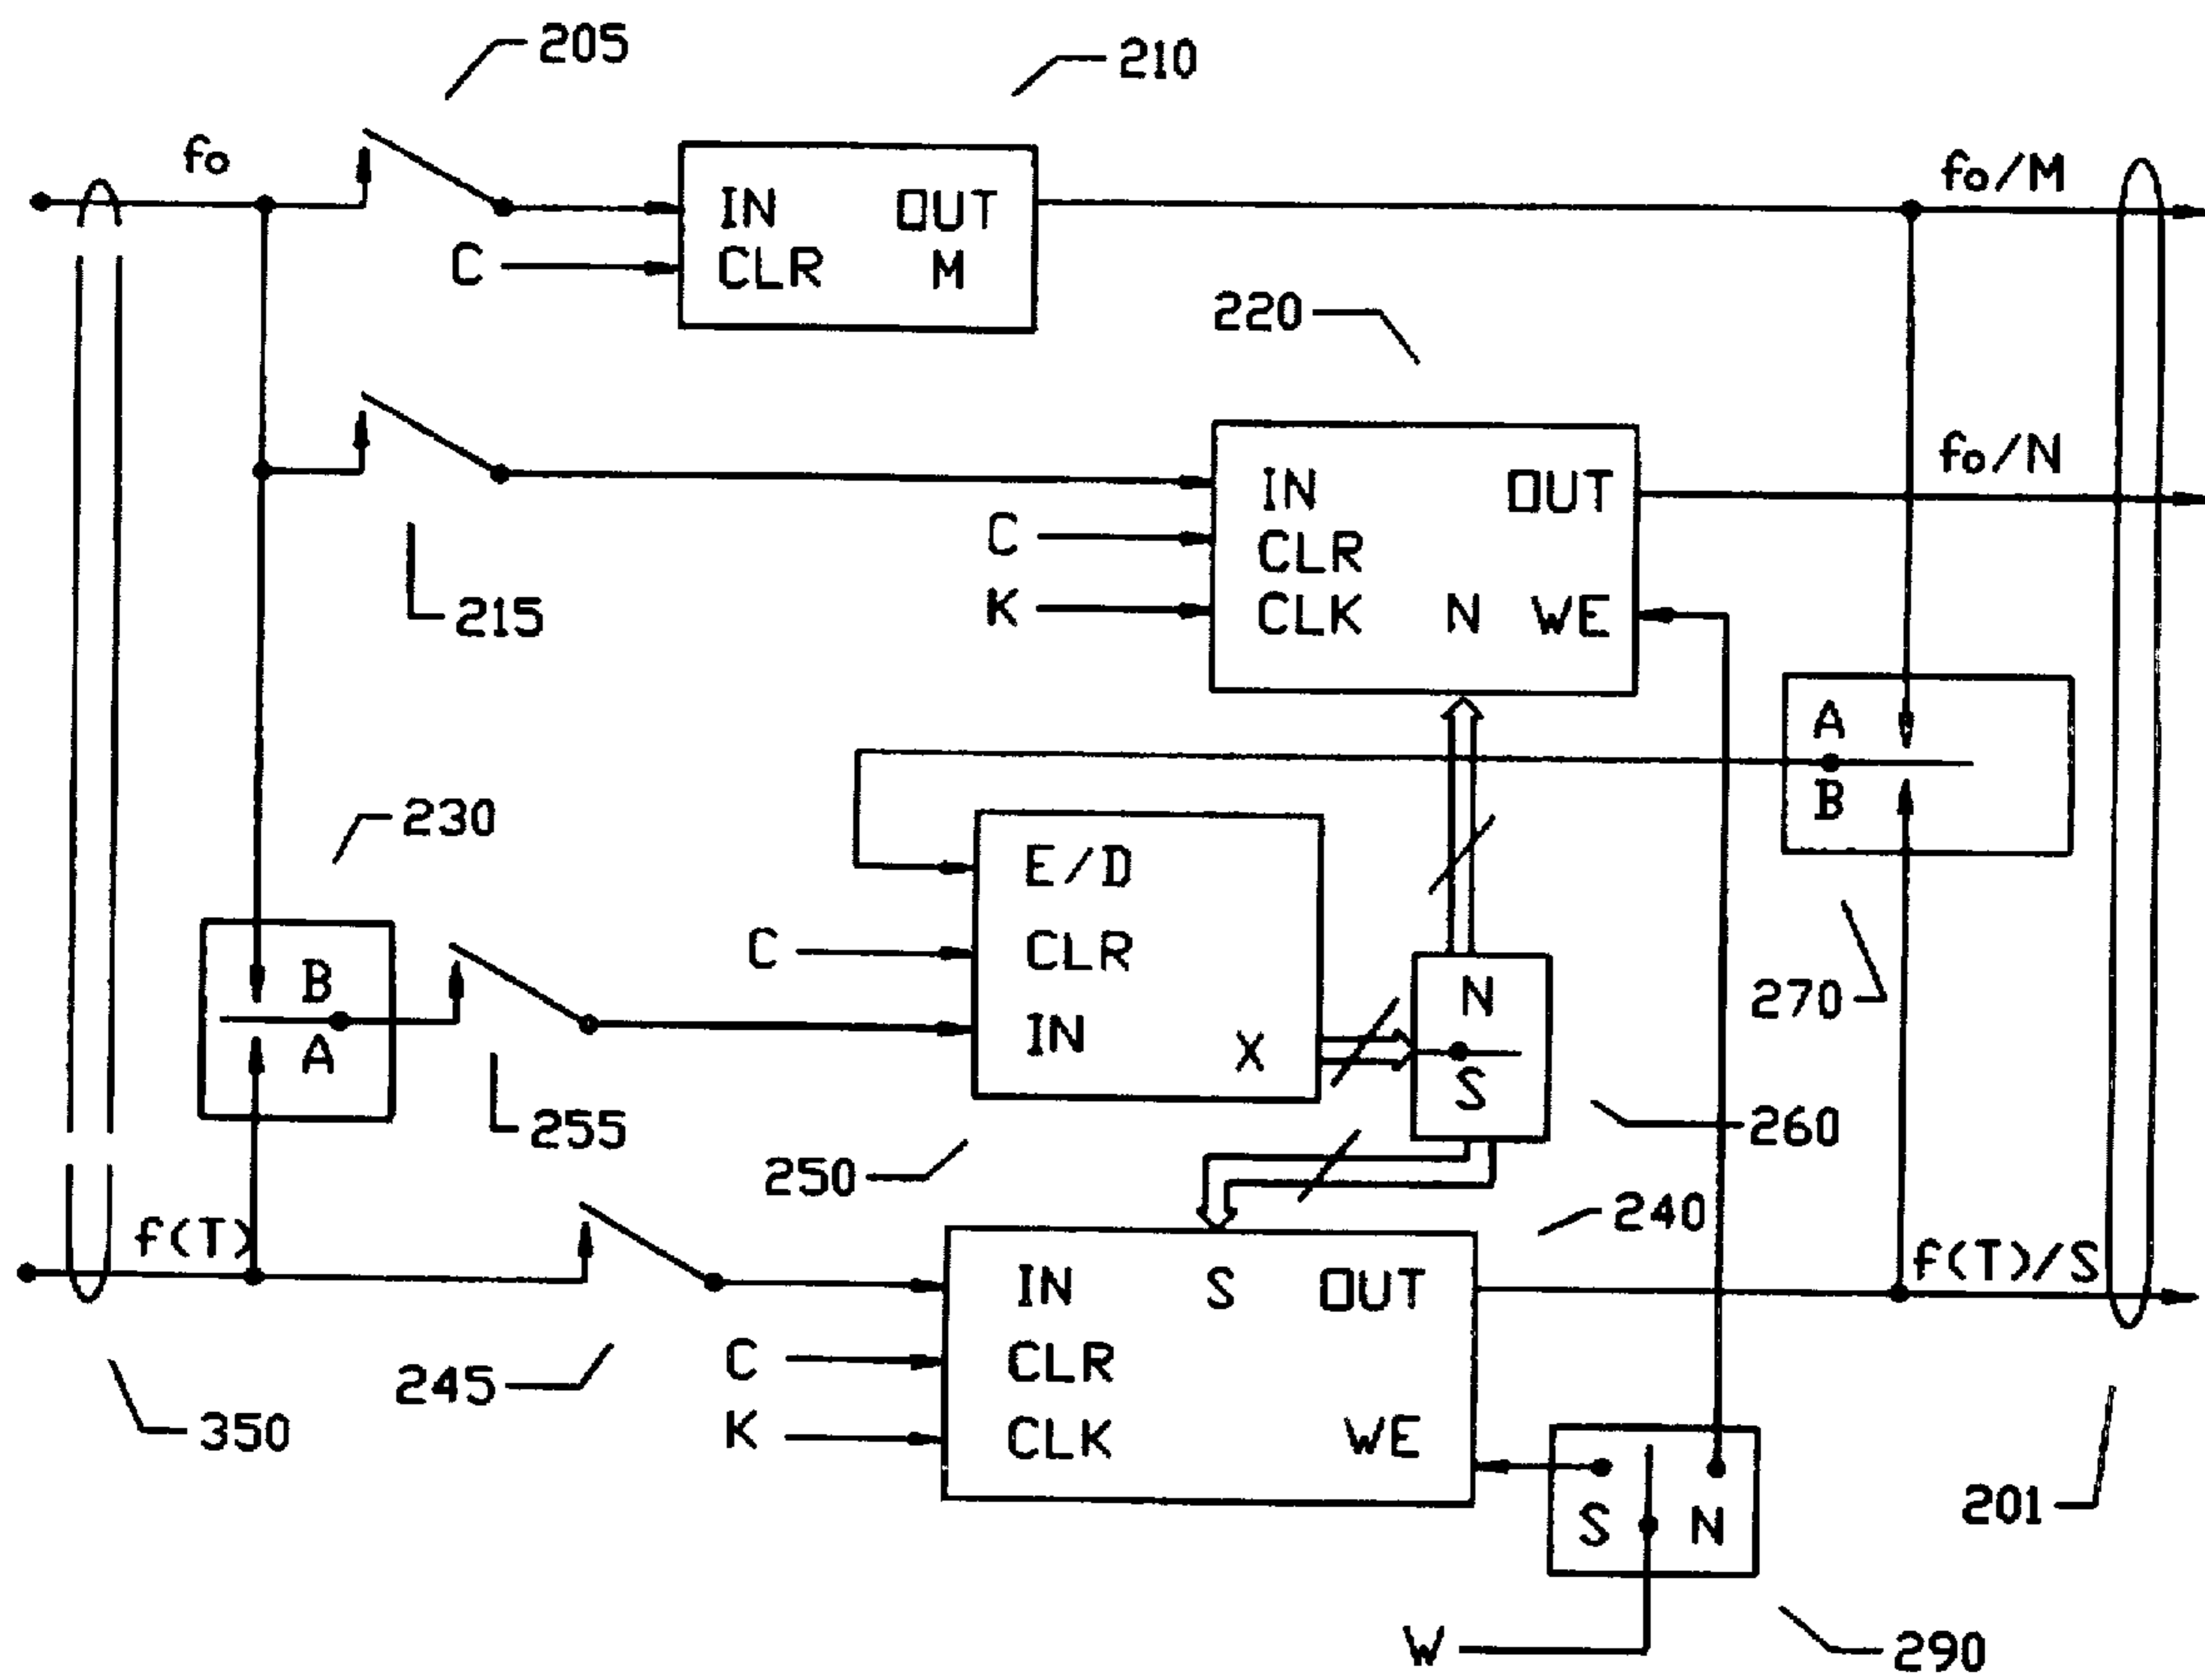 205
210
fo
fo/M
IN OUT
C
CLR M
220
fo/N
IN OUT
C
CLR
K
CLK N WE
215
A
B
230
E/D
C
CLR
B
A
IN X
N
S
270
255
250
260
240
f(T)
f(T)/S
IN S OUT
C
CLR
245
K
CLK WE
350
S N
201
W
290